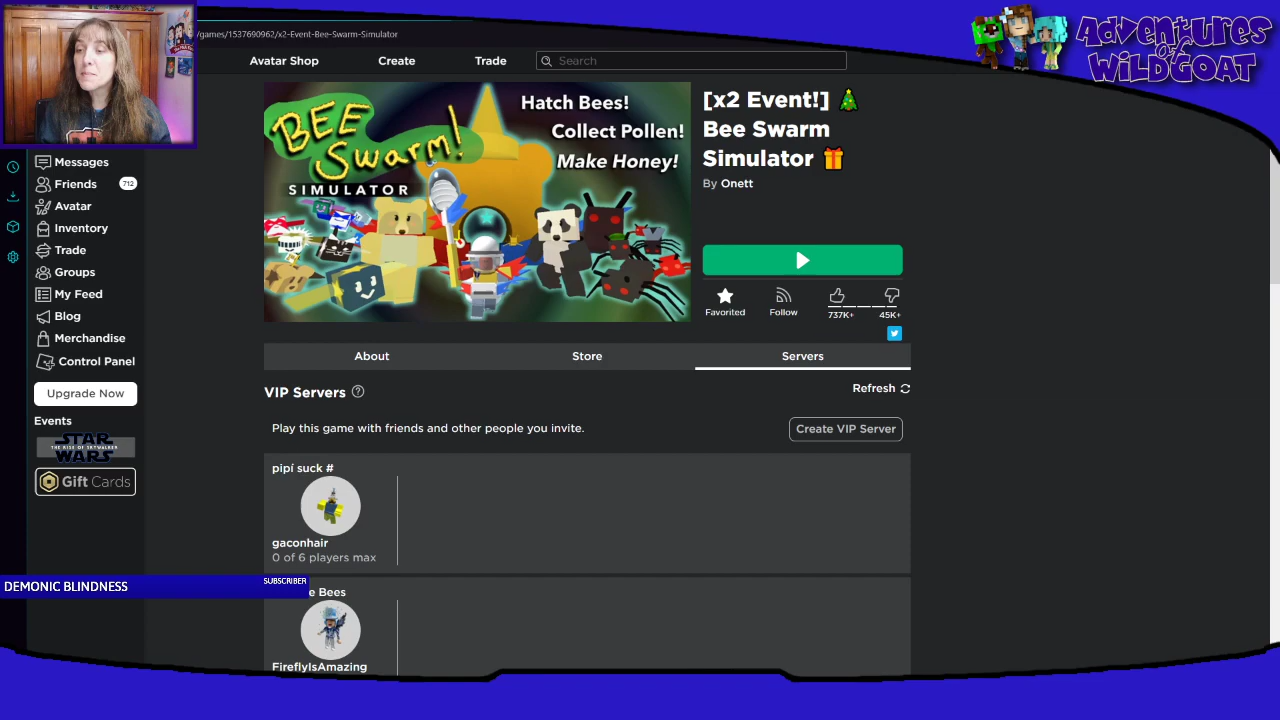 /games/1537690962/x2-Event-Bee-Swarm-Simulator
Adventures
of
WildGoat
Avatar Shop
Create
Trade
Search
Messages
Friends
712
Avatar
Inventory
Trade
Groups
My Feed
Blog
Merchandise
Control Panel
Upgrade Now
Events
STAR
THE RISE OF SKYWALKER
WARS
Gift Cards
BEE
Swarm!
SIMULATOR
Hatch Bees!
Collect Pollen!
Make Honey!
[x2 Event!]
Bee Swarm
Simulator
By Onett
Favorited
Follow
737K+
45K+
About
Store
Servers
VIP Servers
Refresh
Play this game with friends and other people you invite.
Create VIP Server
pipí suck #
gaconhair
0 of 6 players max
DEMONIC BLINDNESS
SUBSCRIBER
e Bees
FireflyIsAmazing